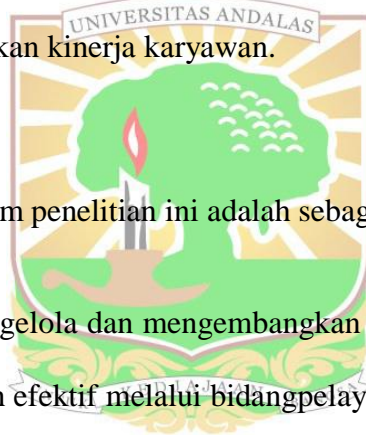 UNIVERSITAS ANDALAS
kan kinerja karyawan.
m penelitian ini adalah sebag
gelola dan mengembangkan
n efektif melalui bidangpelay